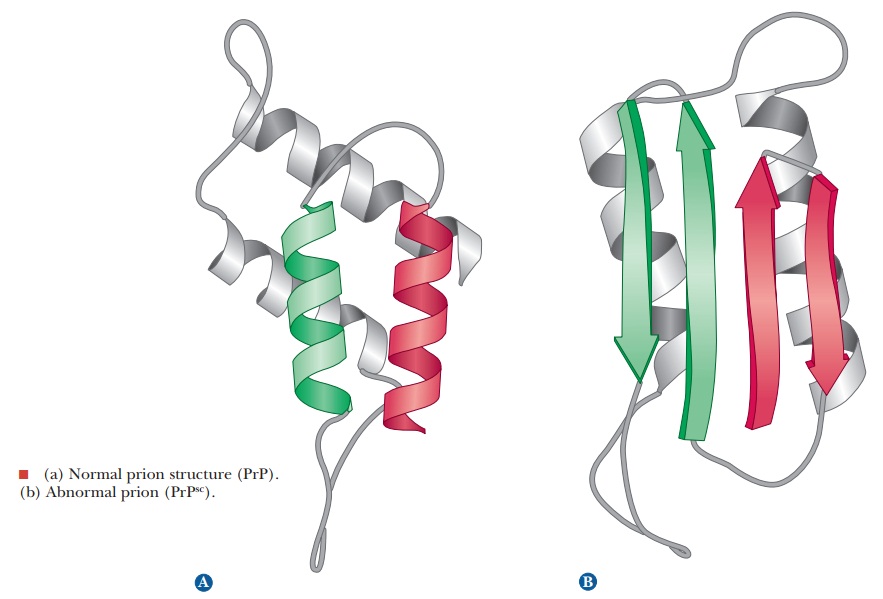 (a) Normal prion structure (PrP).
(b) Abnormal prion (PrPˢᶜ).
A
B